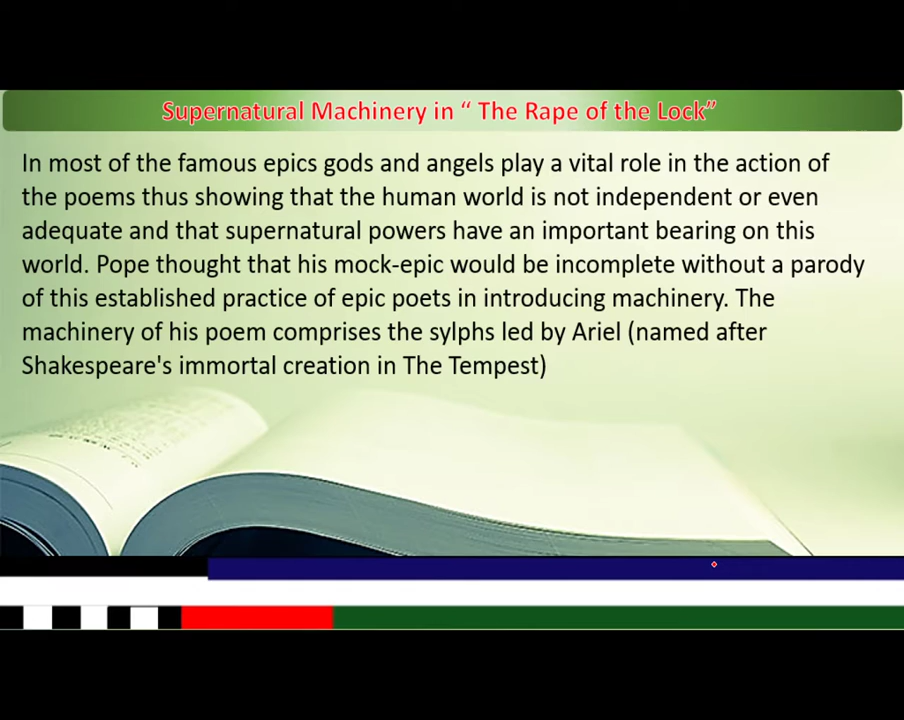 Supernatural Machinery in “ The Rape of the Lock”
In most of the famous epics gods and angels play a vital role in the action of
the poems thus showing that the human world is not independent or even
adequate and that supernatural powers have an important bearing on this
world. Pope thought that his mock-epic would be incomplete without a parody
of this established practice of epic poets in introducing machinery. The
machinery of his poem comprises the sylphs led by Ariel (named after
Shakespeare's immortal creation in The Tempest)